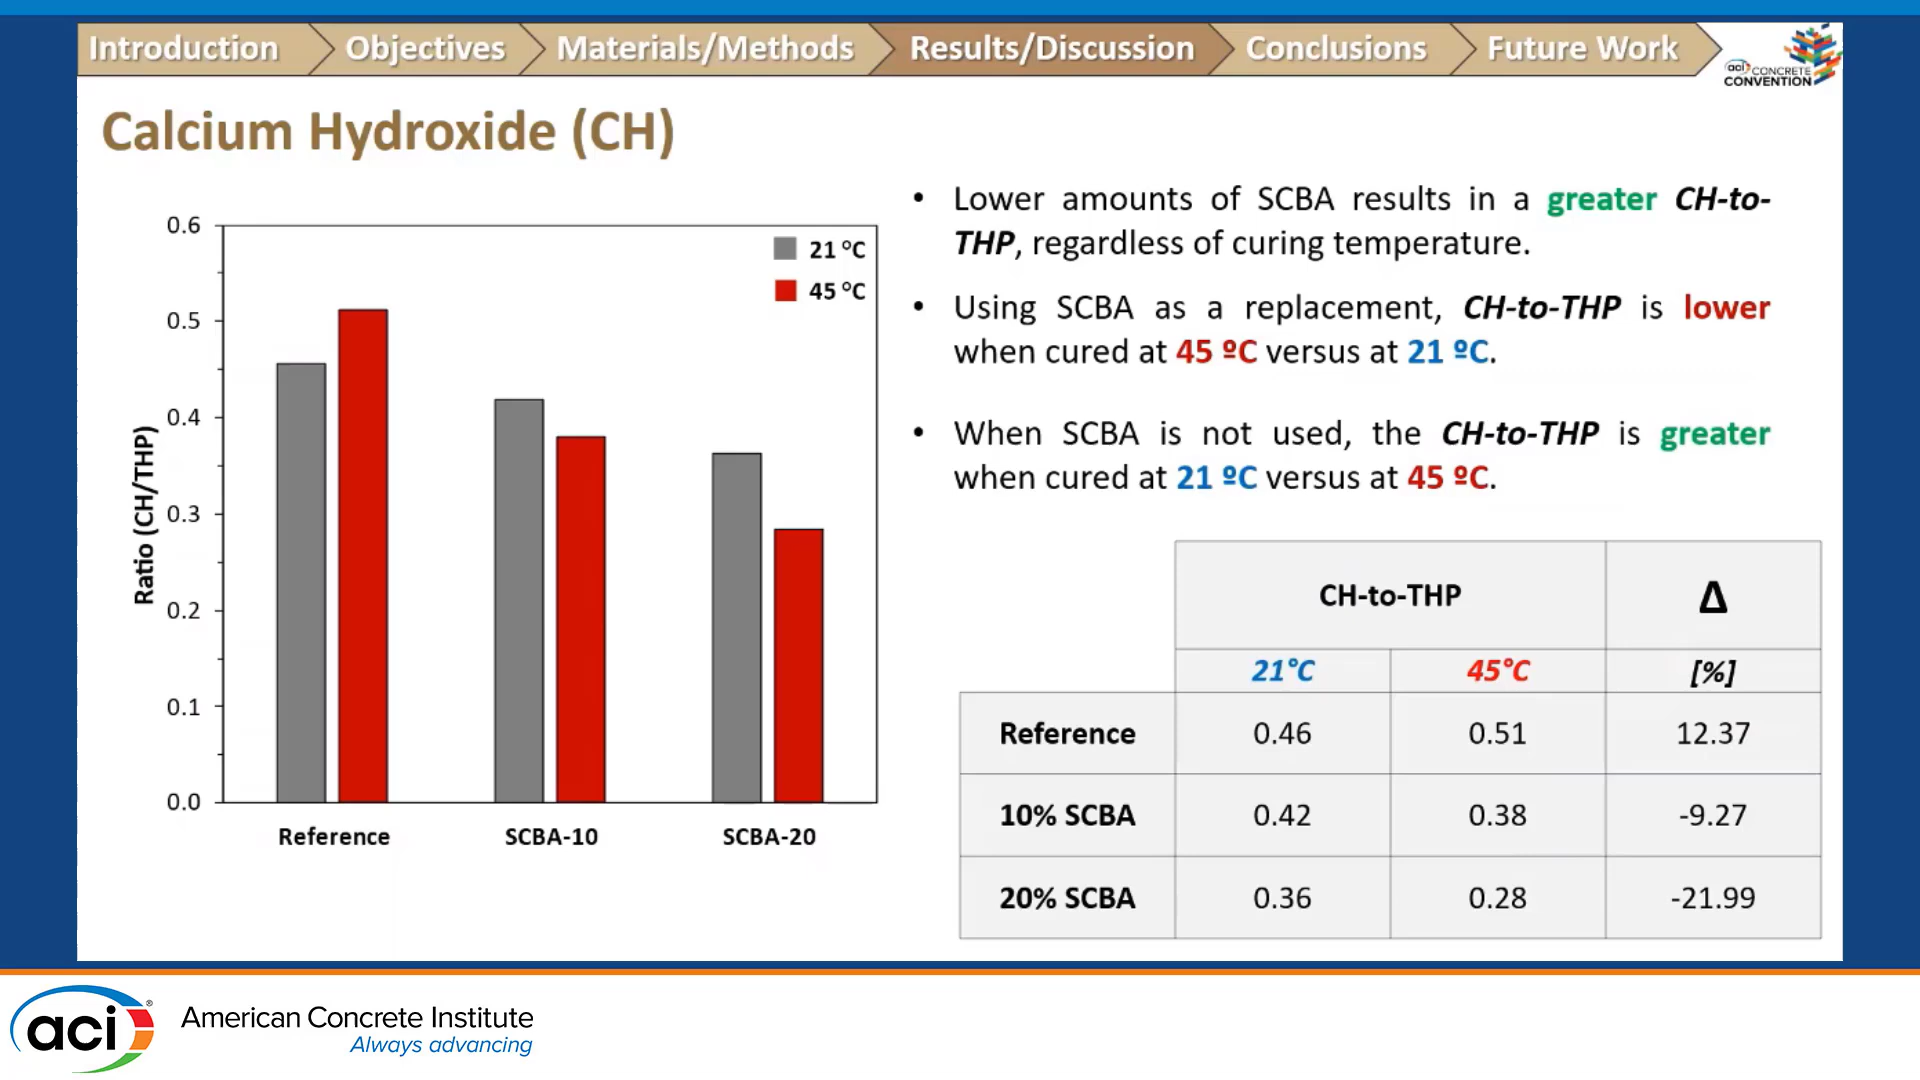 Introduction Objectives Materials/Methods Results/Discussion Conclusions Future Work
aci CONCRETE
CONVENTION
Calcium Hydroxide (CH)
0.6
0.5
0.4
0.3
0.2
0.1
0.0
Ratio (CH/THP)
21 ºC
45 ºC
Reference SCBA-10 SCBA-20
• Lower amounts of SCBA results in a greater CH-to-
THP, regardless of curing temperature.
• Using SCBA as a replacement, CH-to-THP is lower
when cured at 45 ºC versus at 21 ºC.
• When SCBA is not used, the CH-to-THP is greater
when cured at 21 ºC versus at 45 ºC.
CH-to-THP Δ
21°C 45°C [%]
Reference 0.46 0.51 12.37
10% SCBA 0.42 0.38 -9.27
20% SCBA 0.36 0.28 -21.99
aci®
American Concrete Institute
Always advancing